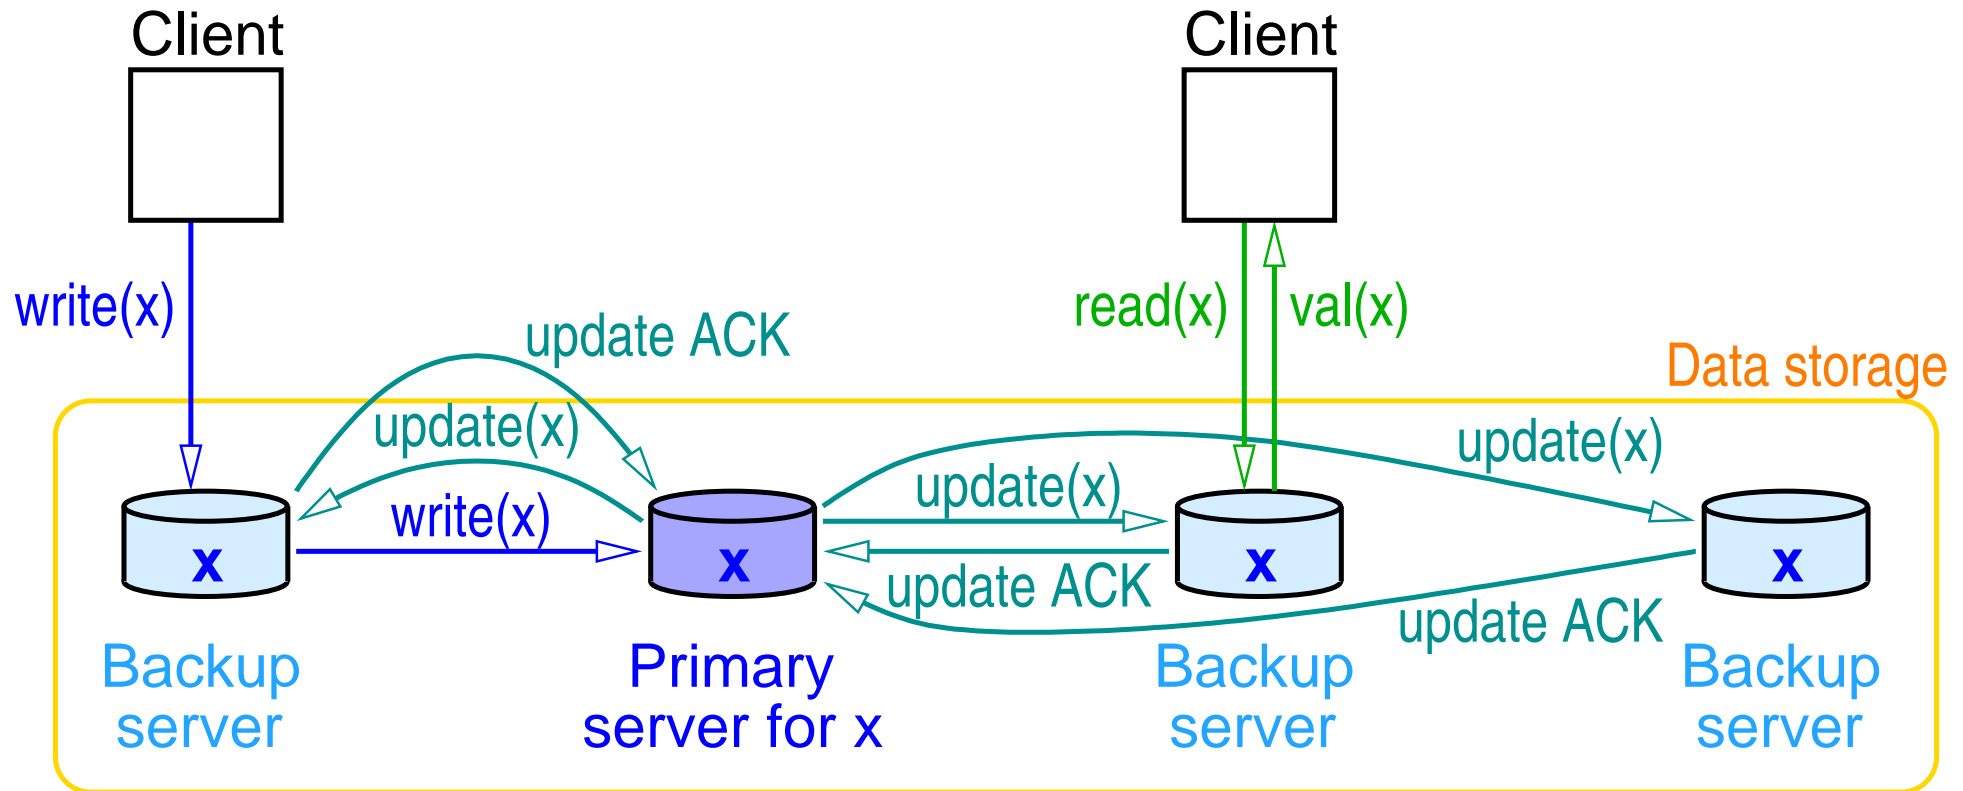 Client
Client
write(x)
read(x)
val(x)
update ACK
Data storage
update(x)
update(x)
update(x)
write(x)
x
x
x
x
update ACK
update ACK
Backup
server
Primary
server for x
Backup
server
Backup
server